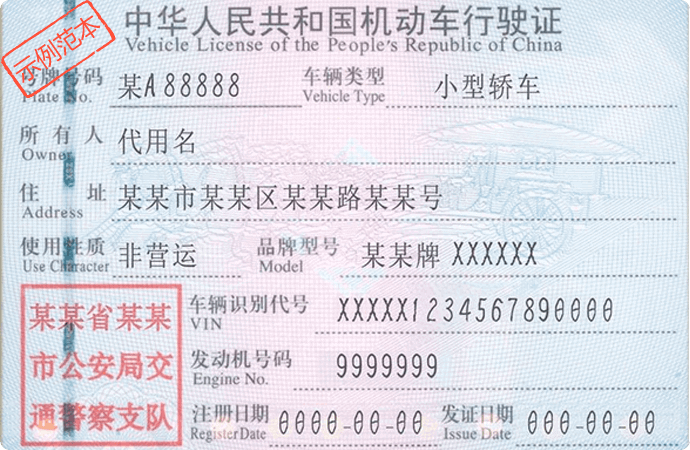 中华人民共和国机动车行驶证
Vehicle License of the People's Republic of China
示例范本
号牌号码 某A88888 车辆类型 小型轿车
Plate No. Vehicle Type
所有人 代用名
Owner
住址 某某市某某区某某路某某号
Address
使用性质 非营运 品牌型号 某某牌 XXXXXX
Use Character Model
某某省某某
市公安局交
通警察支队
车辆识别代号 XXXXX1234567890000
VIN
发动机号码 9999999
Engine No.
注册日期 0000-00-00 发证日期 000-00-00
Register Date Issue Date